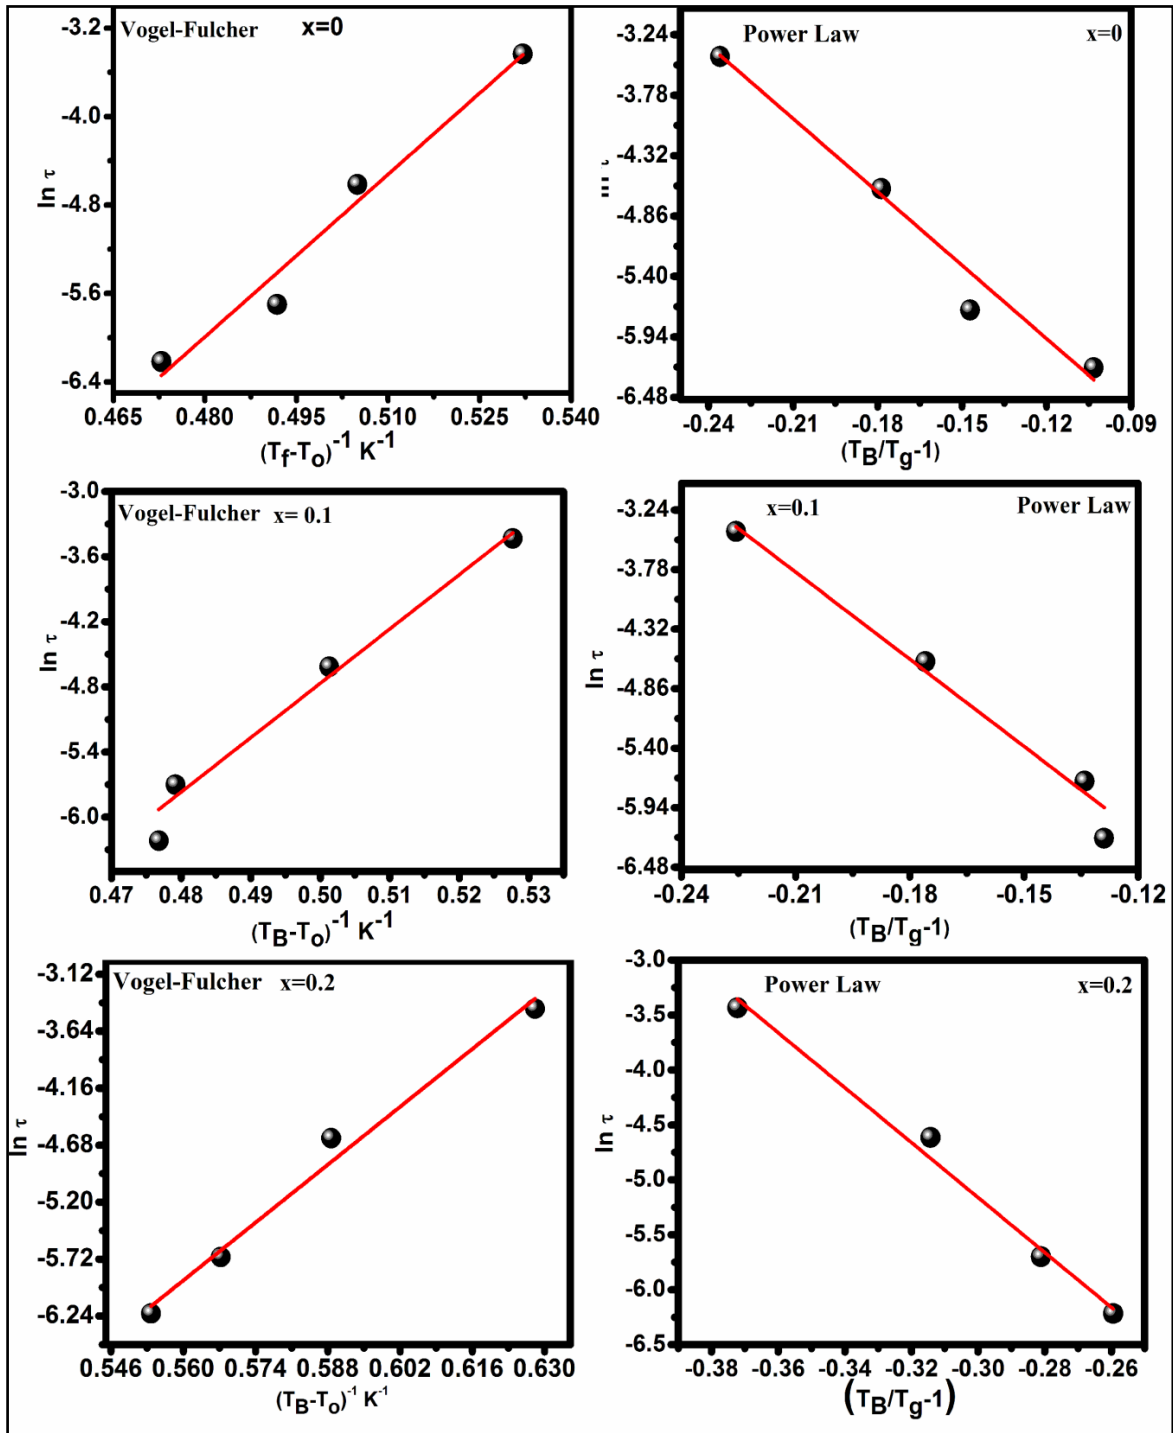 Vogel-Fulcher x=0
-3.2
-4.0
-4.8
-5.6
-6.4
ln τ
0.465 0.480 0.495 0.510 0.525 0.540
(Tf-To)-1 K-1
Power Law x=0
-3.24
-3.78
-4.32
-4.86
-5.40
-5.94
-6.48
-0.24 -0.21 -0.18 -0.15 -0.12 -0.09
(TB/Tg-1)
Vogel-Fulcher x= 0.1
-3.0
-3.6
-4.2
-4.8
-5.4
-6.0
ln τ
0.47 0.48 0.49 0.50 0.51 0.52 0.53
(TB-To)-1 K-1
x=0.1 Power Law
-3.24
-3.78
-4.32
-4.86
-5.40
-5.94
-6.48
ln τ
-0.24 -0.21 -0.18 -0.15 -0.12
(TB/Tg-1)
Vogel-Fulcher x=0.2
-3.12
-3.64
-4.16
-4.68
-5.20
-5.72
-6.24
ln τ
0.546 0.560 0.574 0.588 0.602 0.616 0.630
(TB-To)-1 K-1
Power Law x=0.2
-3.0
-3.5
-4.0
-4.5
-5.0
-5.5
-6.0
-6.5
ln τ
-0.38 -0.36 -0.34 -0.32 -0.30 -0.28 -0.26
(TB/Tg-1)